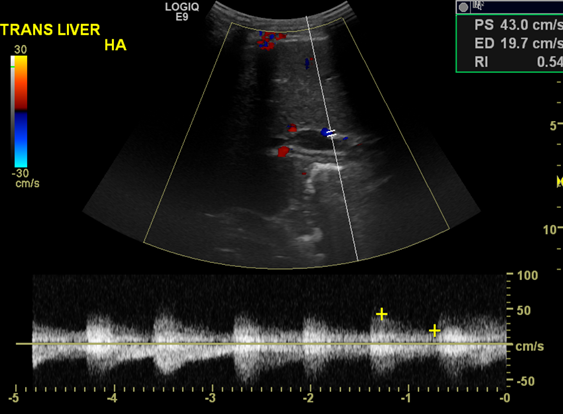 LOGIQ
E9
TRANS LIVER
HA
30
-30
cm/s
PS 43.0 cm/s
ED 19.7 cm/s
RI 0.54
5
10
100
50
cm/s
-50
-5 -4 -3 -2 -1 -0